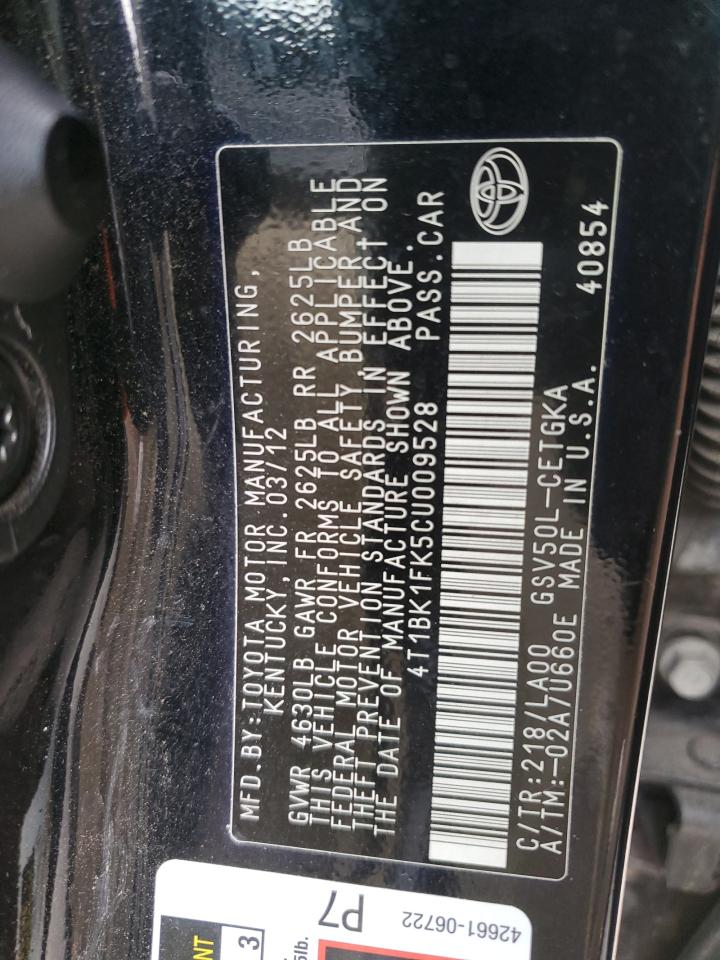 MFD.BY:TOYOTA MOTOR MANUFACTURING,
KENTUCKY,INC.03/12
GVWR 4630LB GAWR FR 2625LB RR 2625LB
THIS VEHICLE CONFORMS TO ALL APPLICABLE
FEDERAL MOTOR VEHICLE SAFETY,BUMPER,AND
THEFT PREVENTION STANDARDS IN EFFECT ON
THE DATE OF MANUFACTURE SHOWN ABOVE.
4T1BK1FK5CU009528 PASS.CAR
C/TR:218/LA00 GSV50L-CETGKA
A/TM:-02A/U660E MADE IN U.S.A. 40854
P7
42661-06722
3